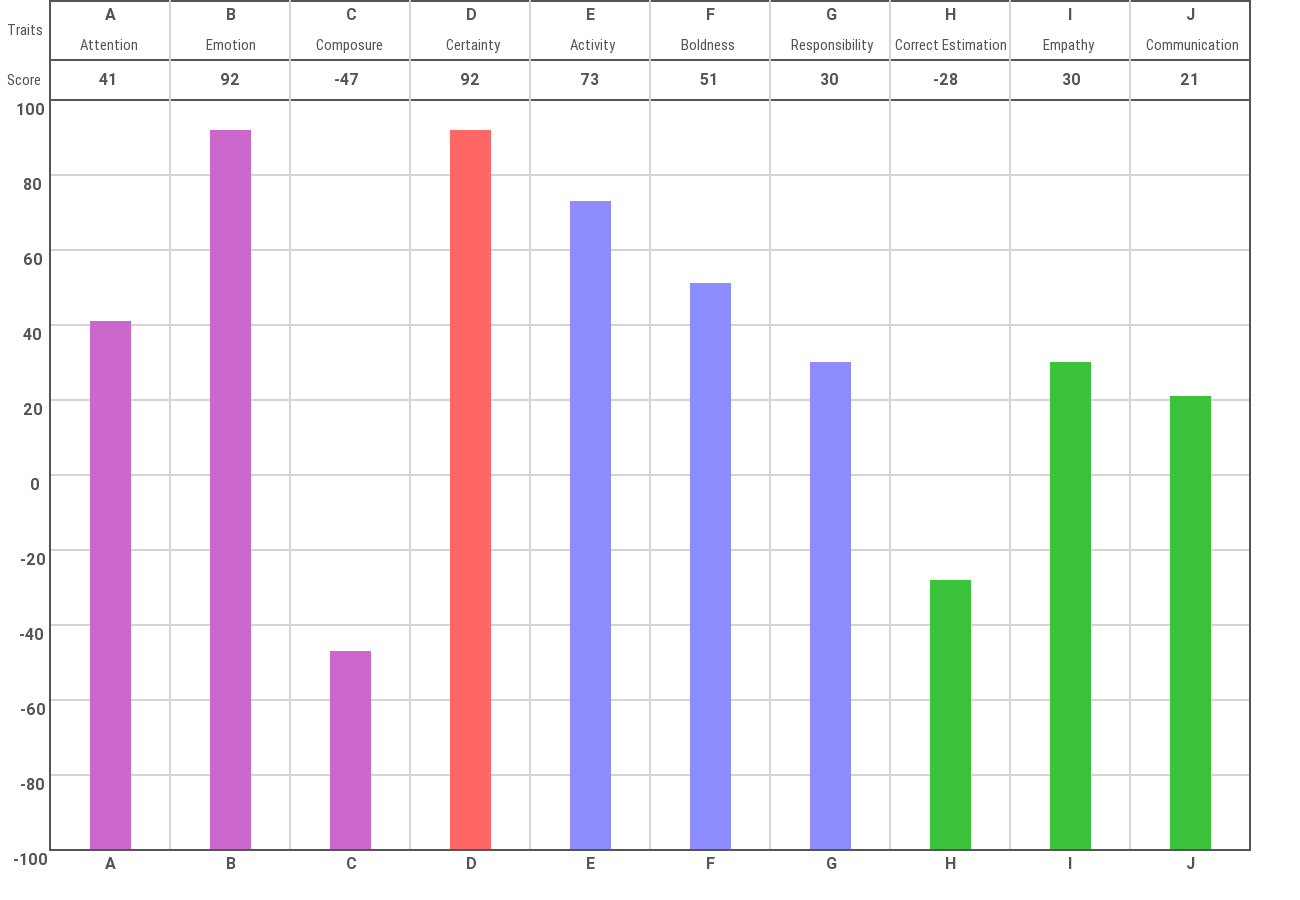 A B C D E F G H I J
Traits
Attention Emotion Composure Certainty Activity Boldness Responsibility Correct Estimation Empathy Communication
Score 41 92 -47 92 73 51 30 -28 30 21
100
80
60
40
20
0
-20
-40
-60
-80
-100
A B C D E F G H I J